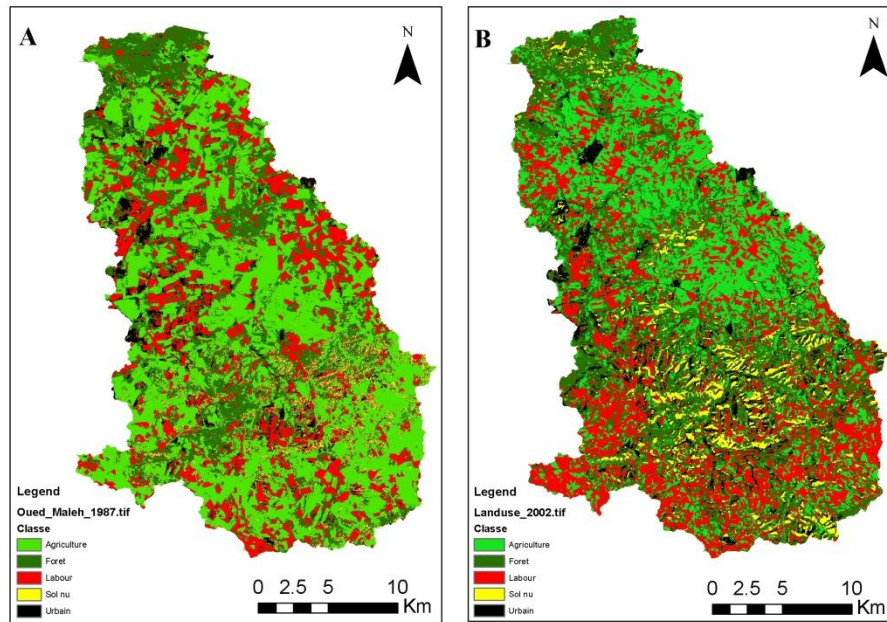 A
N
Legend
Oued_Maleh_1987.tif
Classe
Agriculture
Foret
Labour
Sol nu
Urbain
0 2.5 5 10
Km
B
N
Legend
Landuse_2002.tif
Classe
Agriculture
Foret
Labour
Sol nu
Urbain
0 2.5 5 10
Km